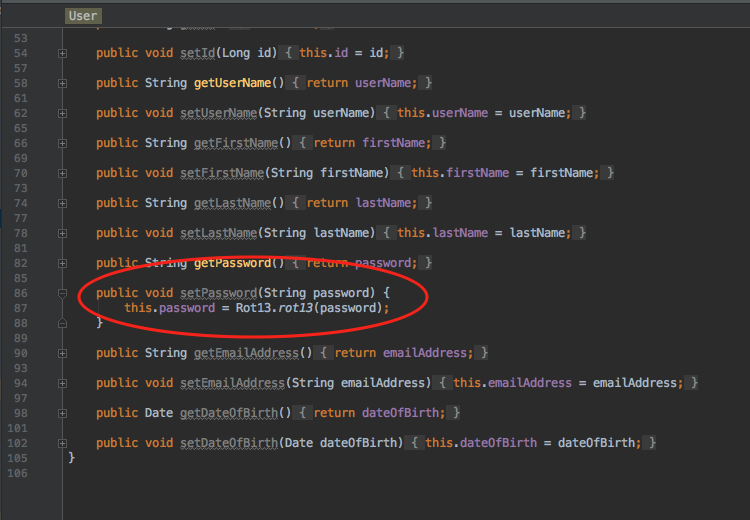 User
53
54 public void setId(Long id) { this.id = id; }
57
58 public String getUserName() { return userName; }
61
62 public void setUserName(String userName) { this.userName = userName; }
65
66 public String getFirstName() { return firstName; }
69
70 public void setFirstName(String firstName) { this.firstName = firstName; }
73
74 public String getLastName() { return lastName; }
77
78 public void setLastName(String lastName) { this.lastName = lastName; }
81
82 public String getPassword() { return password; }
85
86 public void setPassword(String password) {
87 this.password = Rot13.rot13(password);
88 }
89
90 public String getEmailAddress() { return emailAddress; }
93
94 public void setEmailAddress(String emailAddress) { this.emailAddress = emailAddress; }
97
98 public Date getDateOfBirth() { return dateOfBirth; }
101
102 public void setDateOfBirth(Date dateOfBirth) { this.dateOfBirth = dateOfBirth; }
105 }
106